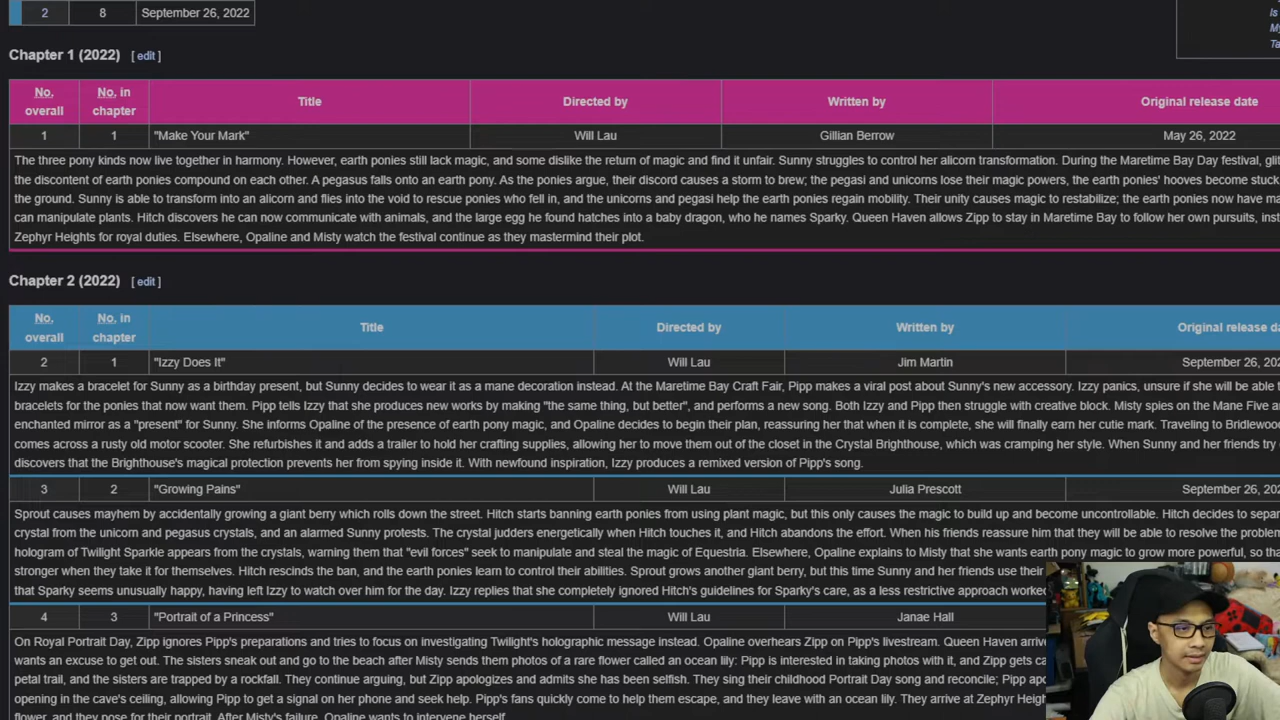 2 8 September 26, 2022
Is
My
Ta
Chapter 1 (2022) [ edit ]
No. overall No. in chapter Title Directed by Written by Original release date
1 1 "Make Your Mark" Will Lau Gillian Berrow May 26, 2022
The three pony kinds now live together in harmony. However, earth ponies still lack magic, and some dislike the return of magic and find it unfair. Sunny struggles to control her alicorn transformation. During the Maretime Bay Day festival, glit
the discontent of earth ponies compound on each other. A pegasus falls onto an earth pony. As the ponies argue, their discord causes a storm to brew; the pegasi and unicorns lose their magic powers, the earth ponies' hooves become stuck
the ground. Sunny is able to transform into an alicorn and flies into the void to rescue ponies who fell in, and the unicorns and pegasi help the earth ponies regain mobility. Their unity causes magic to restabilize; the earth ponies now have ma
can manipulate plants. Hitch discovers he can now communicate with animals, and the large egg he found hatches into a baby dragon, who he names Sparky. Queen Haven allows Zipp to stay in Maretime Bay to follow her own pursuits, inst
Zephyr Heights for royal duties. Elsewhere, Opaline and Misty watch the festival continue as they mastermind their plot.
Chapter 2 (2022) [ edit ]
No. overall No. in chapter Title Directed by Written by Original release da
2 1 "Izzy Does It" Will Lau Jim Martin September 26, 202
Izzy makes a bracelet for Sunny as a birthday present, but Sunny decides to wear it as a mane decoration instead. At the Maretime Bay Craft Fair, Pipp makes a viral post about Sunny's new accessory. Izzy panics, unsure if she will be able
bracelets for the ponies that now want them. Pipp tells Izzy that she produces new works by making "the same thing, but better", and performs a new song. Both Izzy and Pipp then struggle with creative block. Misty spies on the Mane Five a
enchanted mirror as a "present" for Sunny. She informs Opaline of the presence of earth pony magic, and Opaline decides to begin their plan, reassuring her that when it is complete, she will finally earn her cutie mark. Traveling to Bridlewoo
comes across a rusty old motor scooter. She refurbishes it and adds a trailer to hold her crafting supplies, allowing her to move them out of the closet in the Crystal Brighthouse, which was cramping her style. When Sunny and her friends try
discovers that the Brighthouse's magical protection prevents her from spying inside it. With newfound inspiration, Izzy produces a remixed version of Pipp's song.
3 2 "Growing Pains" Will Lau Julia Prescott September 26, 202
Sprout causes mayhem by accidentally growing a giant berry which rolls down the street. Hitch starts banning earth ponies from using plant magic, but this only causes the magic to build up and become uncontrollable. Hitch decides to separ
crystal from the unicorn and pegasus crystals, and an alarmed Sunny protests. The crystal judders energetically when Hitch touches it, and Hitch abandons the effort. When his friends reassure him that they will be able to resolve the problem
hologram of Twilight Sparkle appears from the crystals, warning them that "evil forces" seek to manipulate and steal the magic of Equestria. Elsewhere, Opaline explains to Misty that she wants earth pony magic to grow more powerful, so tha
stronger when they take it for themselves. Hitch rescinds the ban, and the earth ponies learn to control their abilities. Sprout grows another giant berry, but this time Sunny and her friends use their
that Sparky seems unusually happy, having left Izzy to watch over him for the day. Izzy replies that she completely ignored Hitch's guidelines for Sparky's care, as a less restrictive approach worked
4 3 "Portrait of a Princess" Will Lau Janae Hall
On Royal Portrait Day, Zipp ignores Pipp's preparations and tries to focus on investigating Twilight's holographic message instead. Opaline overhears Zipp on Pipp's livestream. Queen Haven arrive
wants an excuse to get out. The sisters sneak out and go to the beach after Misty sends them photos of a rare flower called an ocean lily: Pipp is interested in taking photos with it, and Zipp gets ca
petal trail, and the sisters are trapped by a rockfall. They continue arguing, but Zipp apologizes and admits she has been selfish. They sing their childhood Portrait Day song and reconcile; Pipp apo
opening in the cave's ceiling, allowing Pipp to get a signal on her phone and seek help. Pipp's fans quickly come to help them escape, and they leave with an ocean lily. They arrive at Zephyr Heigh
flower, and they pose for their portrait. After Misty's failure, Opaline wants to intervene herself.